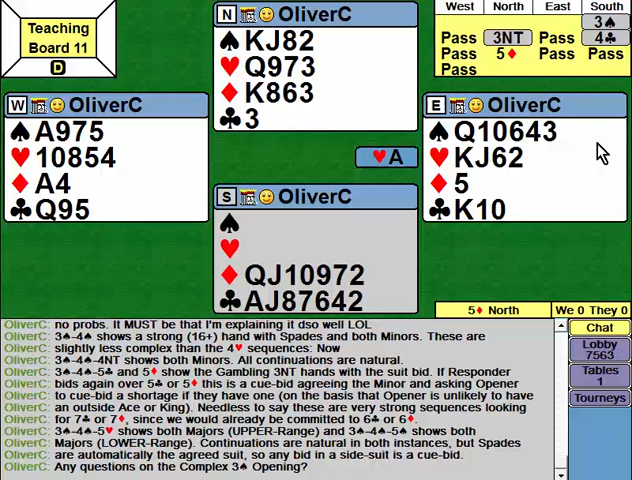 Teaching
Board 11
D
N OliverC
♠ KJ82
♥ Q973
♦ K863
♣ 3
West North East South
3♠
Pass 3NT Pass 4♣
Pass 5♦ Pass Pass
Pass
W OliverC
♠ A975
♥ 10854
♦ A4
♣ Q95
♥A
E OliverC
♠ Q10643
♥ KJ62
♦ 5
♣ K10
S OliverC
♠
♥
♦ QJ10972
♣ AJ87642
5♦ North We 0 They 0
OliverC: no probs. It MUST be that I'm explaining it dso well LOL
OliverC: 3♠-4♠ shows a strong (16+) hand with Spades and both Minors. These are
slightly less complex than the 4♥ sequences: Now
OliverC: 3♠-4♠-4NT shows both Minors. All continuations are natural.
OliverC: 3♠-4♠-5♣ and 5♦ show the Gambling 3NT hands with the suit bid. If Responder
bids again over 5♣ or 5♦ this is a cue-bid agreeing the Minor and asking Opener
to cue-bid a shortage if they have one (on the basis that Opener is unlikely to have
an outside Ace or King). Needless to say these are very strong sequences looking
for 7♣ or 7♦, since we would already be committed to 6♣ or 6♦.
OliverC: 3♠-4♠-5♥ shows both Majors (UPPER-Range) and 3♠-4♠-5♠ shows both
Majors (LOWER-Range). Continuations are natural in both instances, but Spades
are automatically the agreed suit, so any bid in a side-suit is a cue-bid.
OliverC: Any questions on the Complex 3♠ Opening?
Chat
Lobby
7563
Tables
1
Tourneys